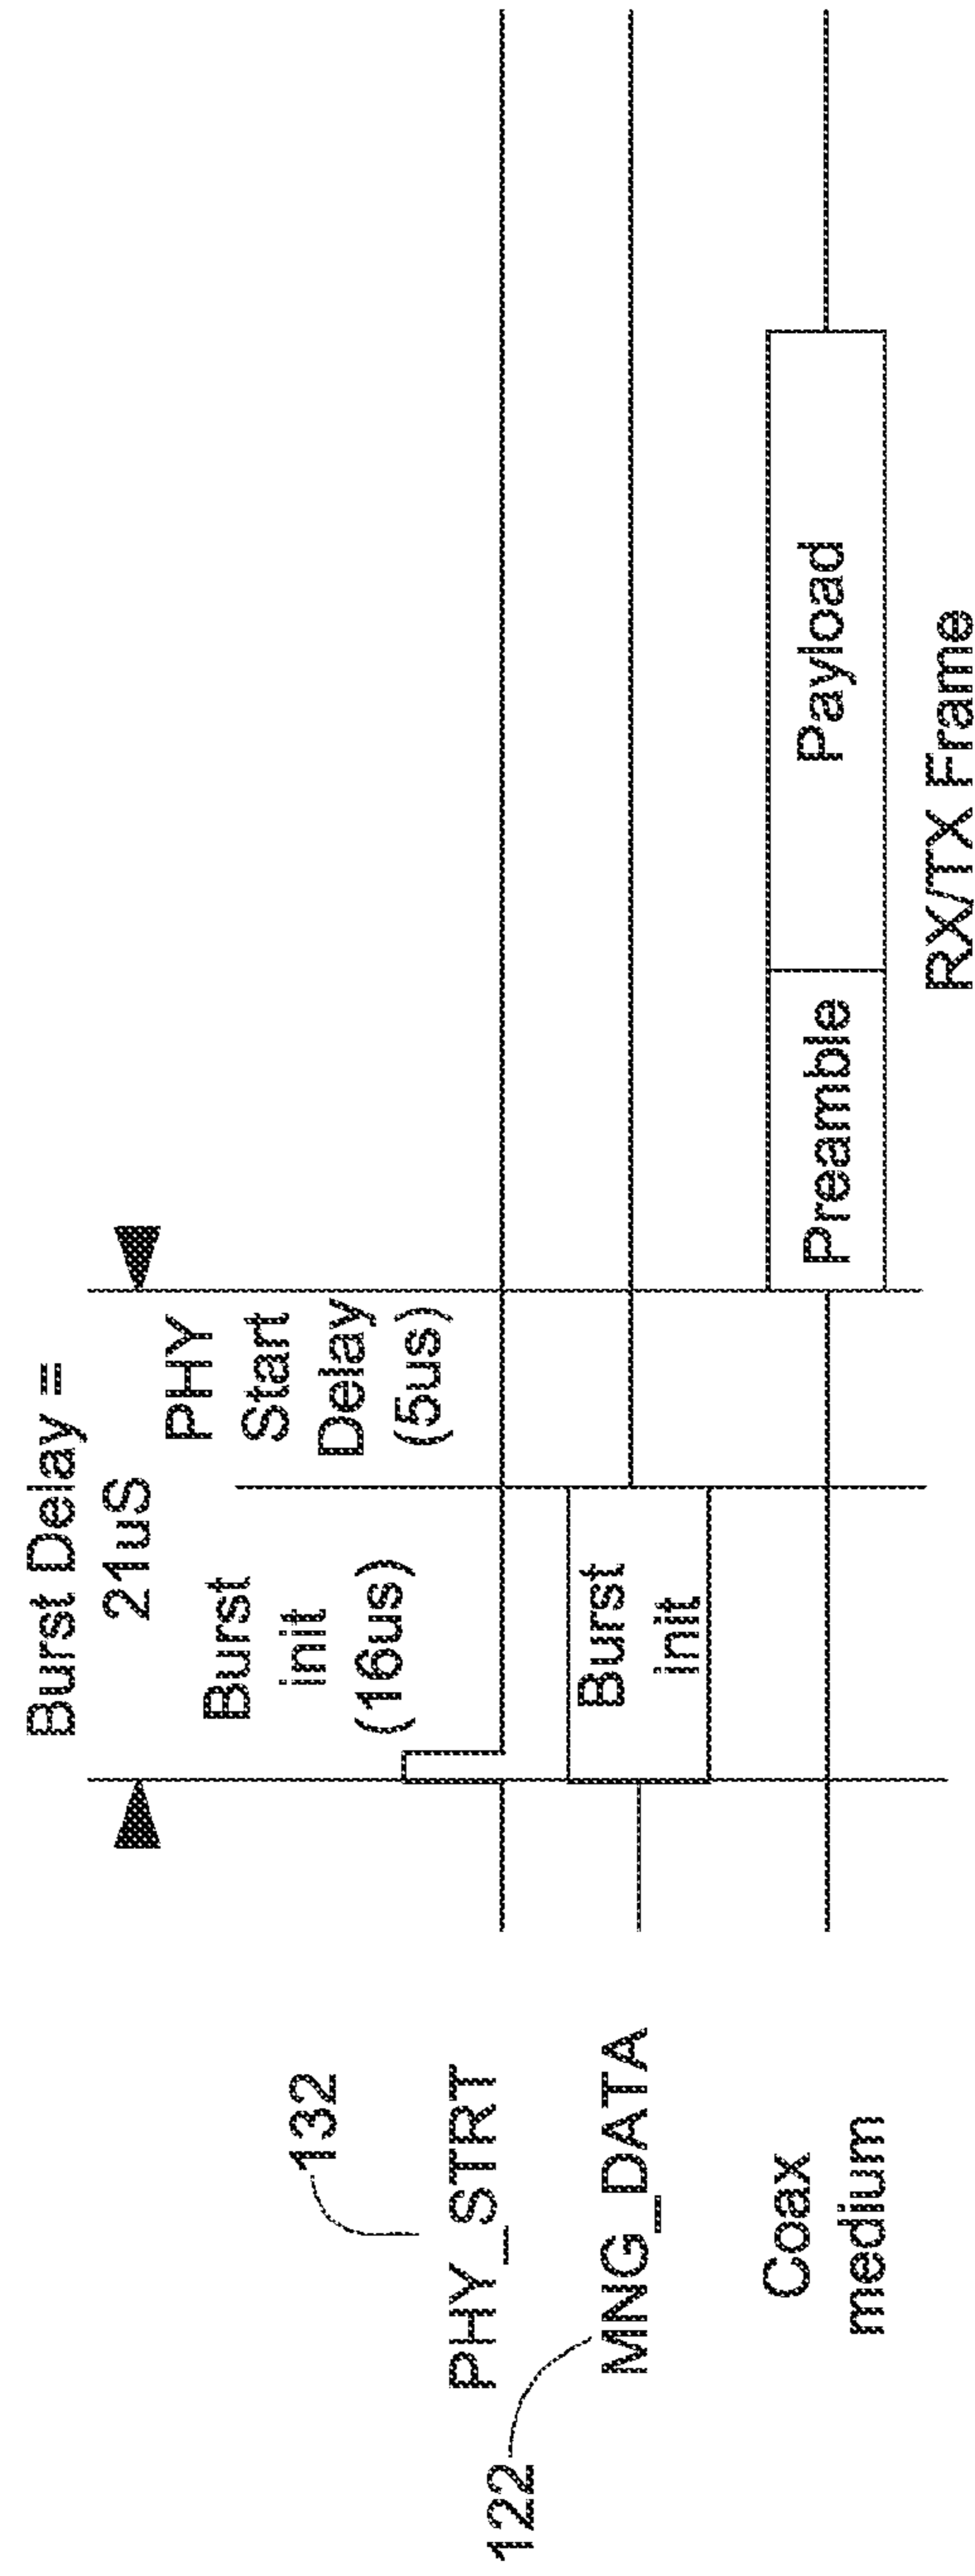 Burst Delay =
21uS
Burst
init
(16us)
PHY
Start
Delay
(5us)
132
PHY_STRT
122
MNG_DATA
Burst
init
Coax
medium
Preamble
Payload
RX/TX Frame